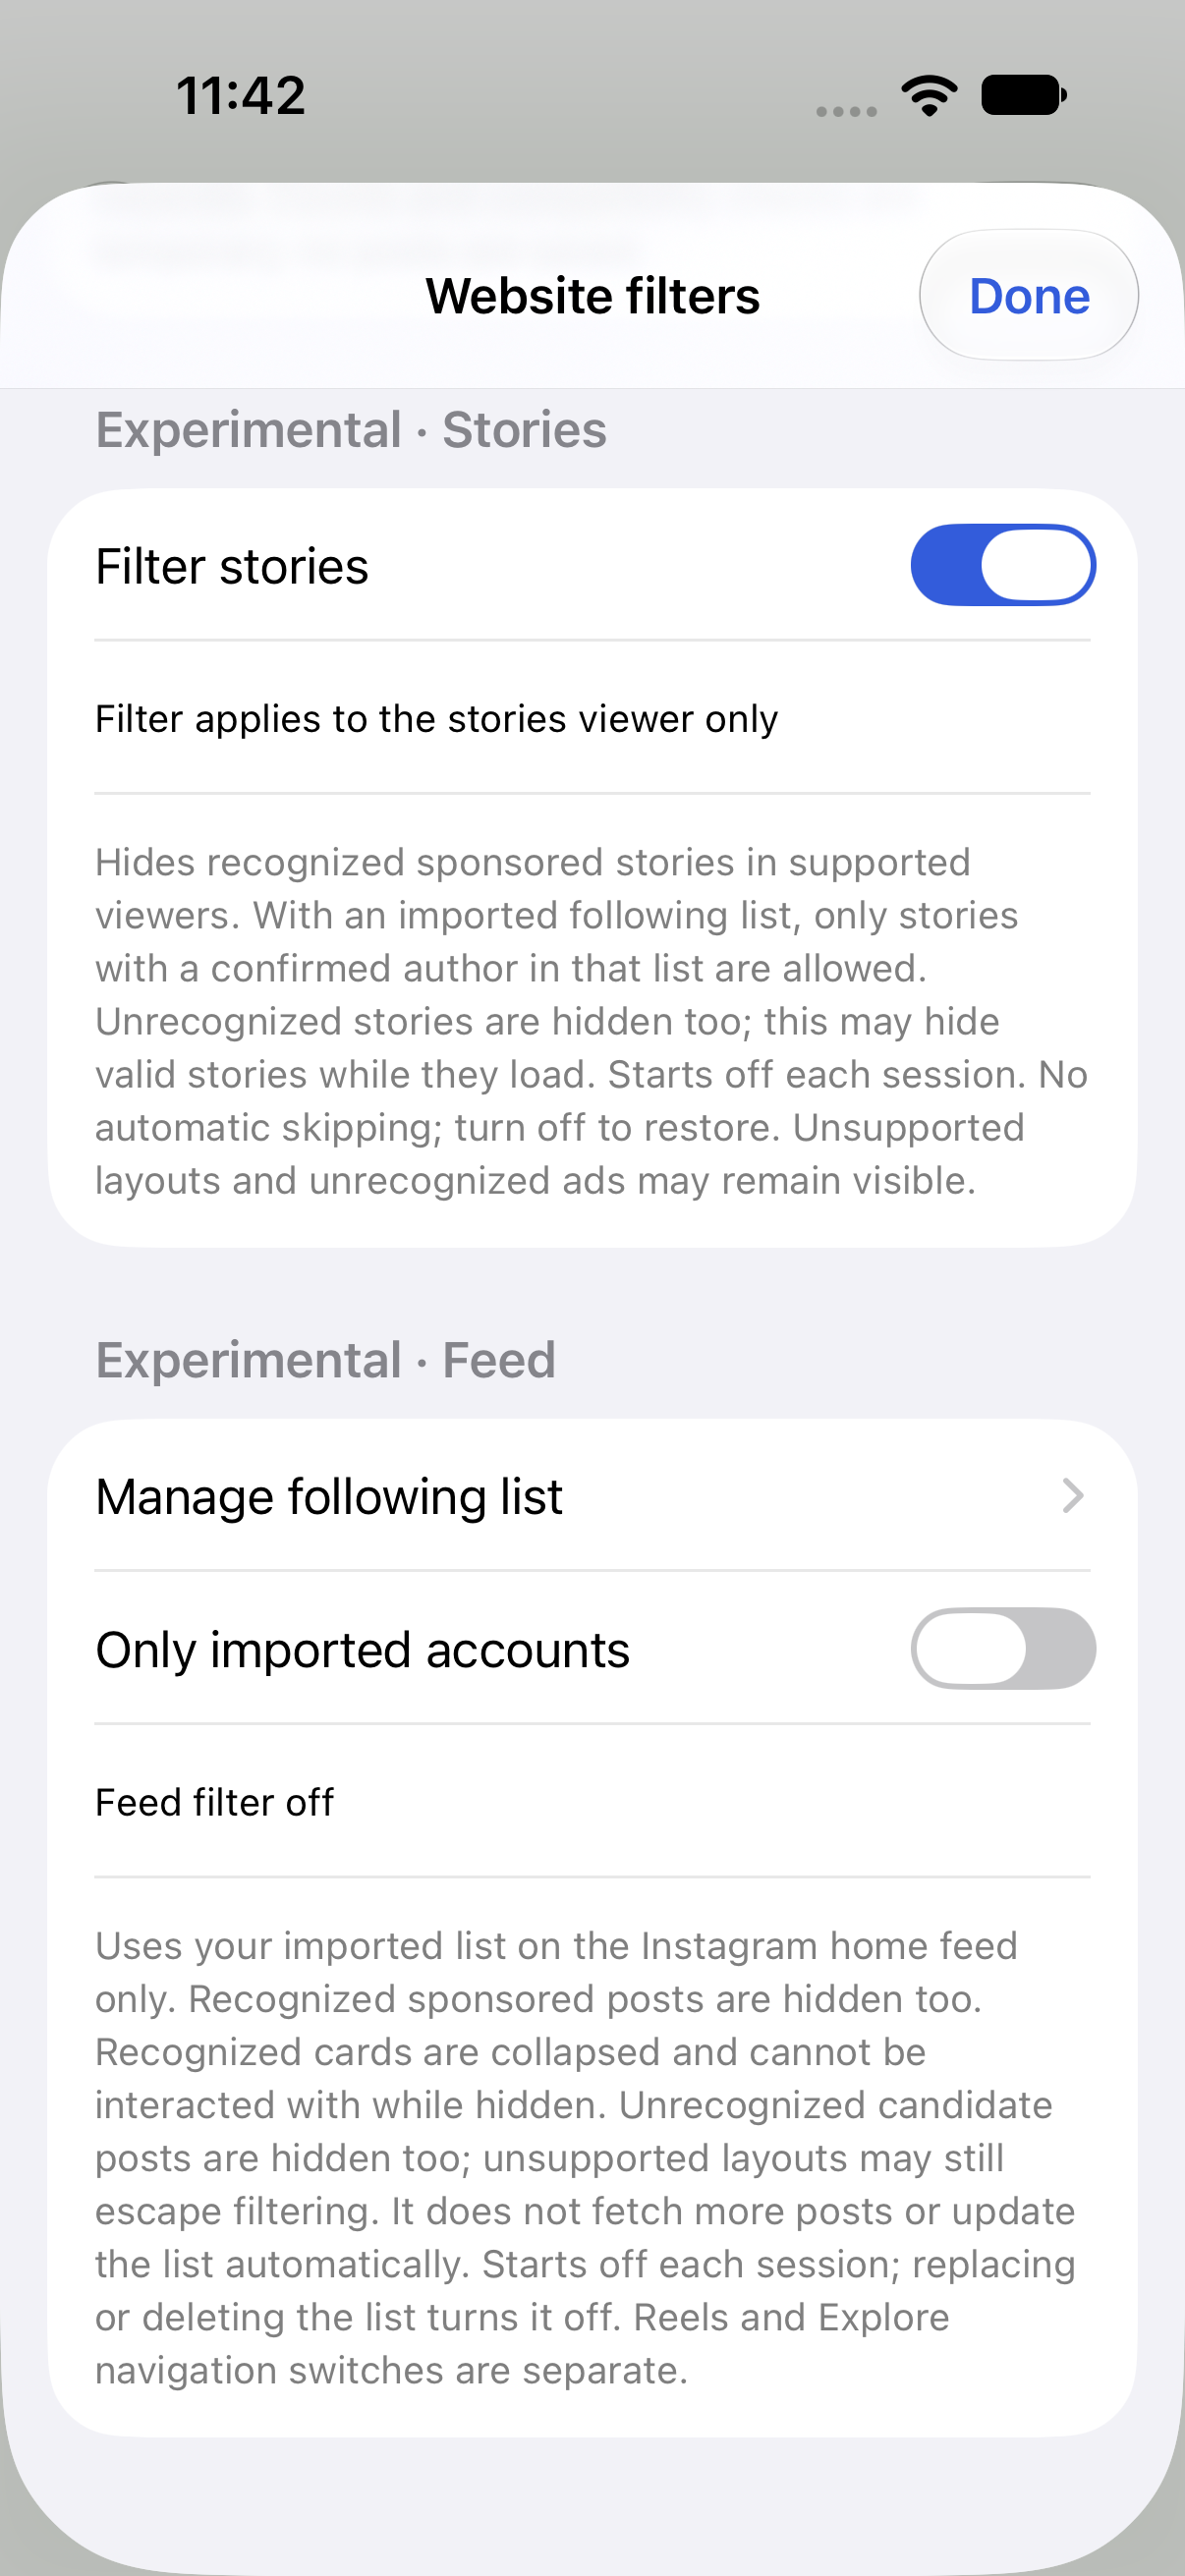 11:42
Website filters
Done
Experimental · Stories
Filter stories
Filter applies to the stories viewer only
Hides recognized sponsored stories in supported
viewers. With an imported following list, only stories
with a confirmed author in that list are allowed.
Unrecognized stories are hidden too; this may hide
valid stories while they load. Starts off each session. No
automatic skipping; turn off to restore. Unsupported
layouts and unrecognized ads may remain visible.
Experimental · Feed
Manage following list
Only imported accounts
Feed filter off
Uses your imported list on the Instagram home feed
only. Recognized sponsored posts are hidden too.
Recognized cards are collapsed and cannot be
interacted with while hidden. Unrecognized candidate
posts are hidden too; unsupported layouts may still
escape filtering. It does not fetch more posts or update
the list automatically. Starts off each session; replacing
or deleting the list turns it off. Reels and Explore
navigation switches are separate.